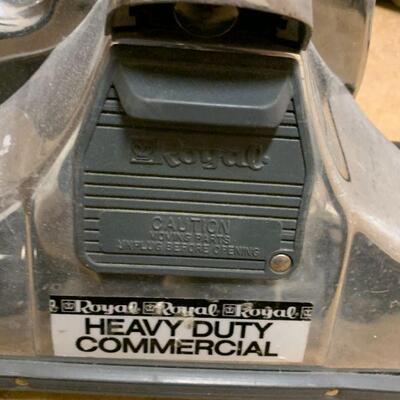 Royal
CAUTION
MOVING PARTS
UNPLUG BEFORE OPENING
Royal Royal Royal
HEAVY DUTY
COMMERCIAL